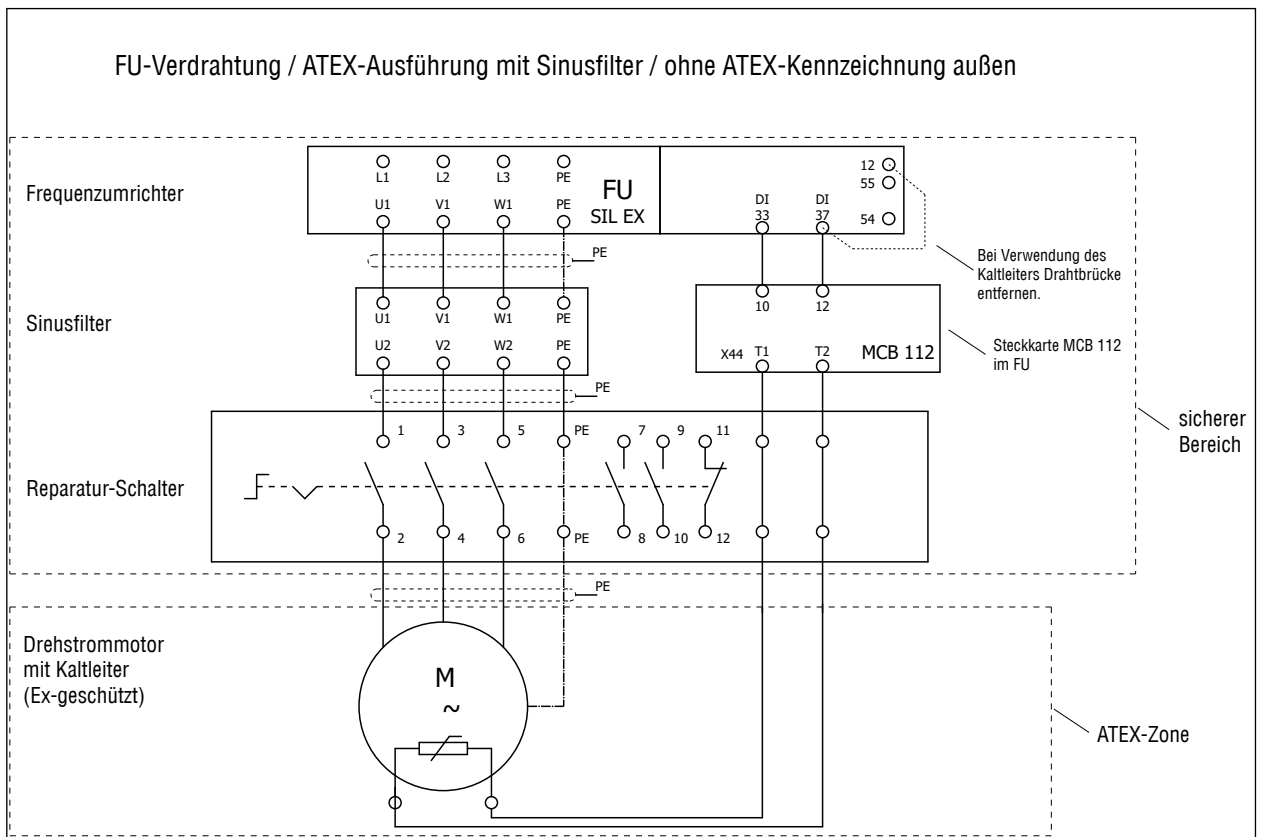 FU-Verdrahtung / ATEX-Ausführung mit Sinusfilter / ohne ATEX-Kennzeichnung außen
Frequenzumrichter
L1 L2 L3 PE
U1 V1 W1 PE
FU
SIL EX
DI 33
DI 37
12
55
54
PE
Bei Verwendung des
Kaltleiters Drahtbrücke
entfernen.
Sinusfilter
U1 V1 W1 PE
U2 V2 W2 PE
10 12
X44 T1 T2 MCB 112
Steckkarte MCB 112
im FU
PE
sicherer
Bereich
Reparatur-Schalter
1 3 5 PE 7 9 11
2 4 6 PE 8 10 12
PE
Drehstrommotor
mit Kaltleiter
(Ex-geschützt)
M
~
ATEX-Zone